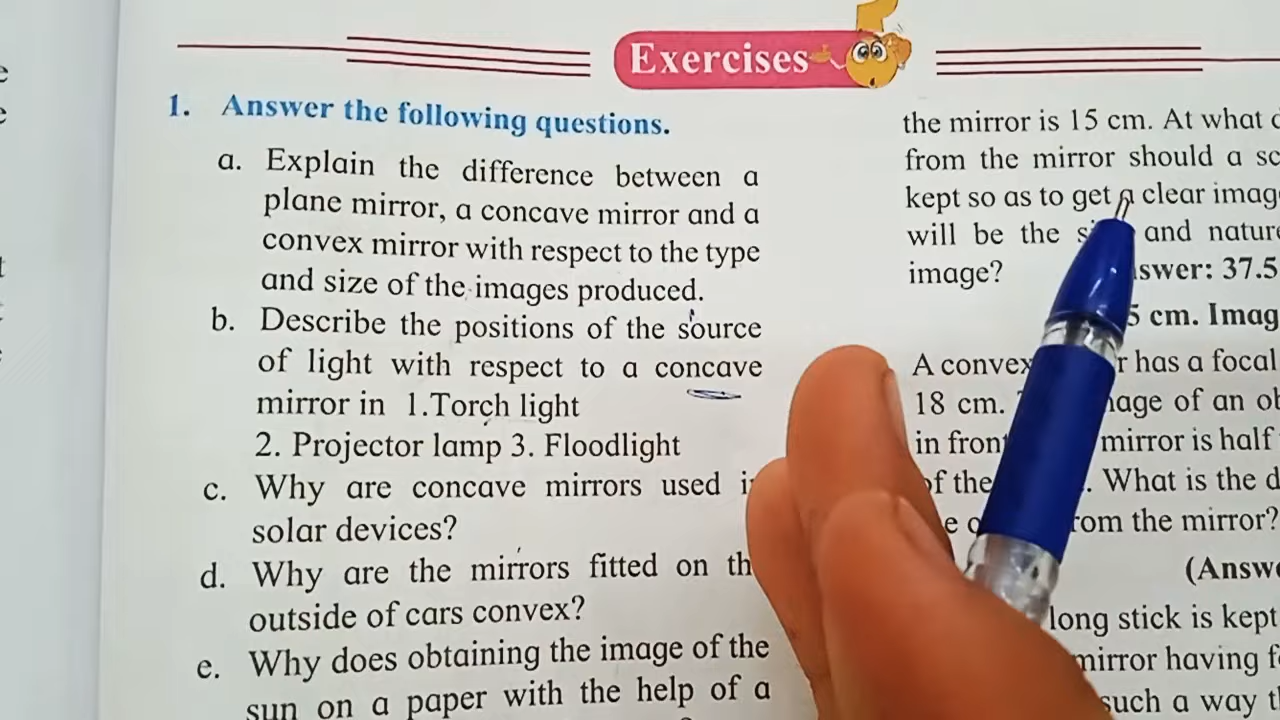 Exercises
1. Answer the following questions.
a. Explain the difference between a
plane mirror, a concave mirror and a
convex mirror with respect to the type
and size of the images produced.
b. Describe the positions of the source
of light with respect to a concave
mirror in 1.Torch light
2. Projector lamp 3. Floodlight
c. Why are concave mirrors used
solar devices?
d. Why are the mirrors fitted on
outside of cars convex?
e. Why does obtaining the image of the
sun on a paper with the help of a
the mirror is 15 cm. At what
from the mirror should a
kept so as to get a clear
will be the and
image? 37.5
5 cm.
A convex has a focal
18 cm. of an
in front mirror is half
of the What is the
from the mirror?
long stick is kept
mirror having
such a way